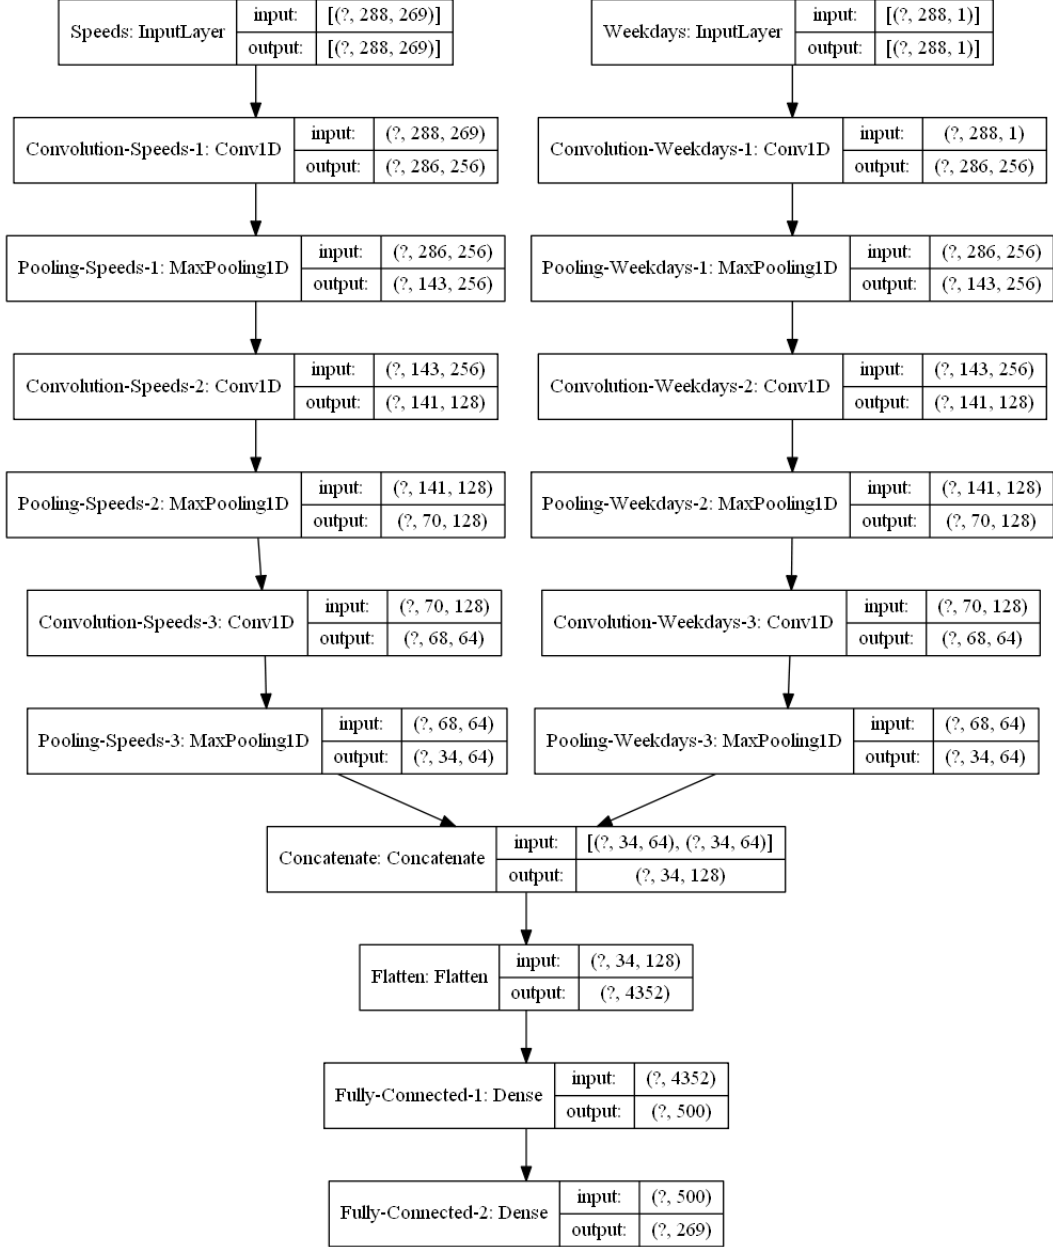 Speeds: InputLayer
input: [(?, 288, 269)]
output: [(?, 288, 269)]
Weekdays: InputLayer
input: [(?, 288, 1)]
output: [(?, 288, 1)]
Convolution-Speeds-1: Conv1D
input: (?, 288, 269)
output: (?, 286, 256)
Convolution-Weekdays-1: Conv1D
input: (?, 288, 1)
output: (?, 286, 256)
Pooling-Speeds-1: MaxPooling1D
input: (?, 286, 256)
output: (?, 143, 256)
Pooling-Weekdays-1: MaxPooling1D
input: (?, 286, 256)
output: (?, 143, 256)
Convolution-Speeds-2: Conv1D
input: (?, 143, 256)
output: (?, 141, 128)
Convolution-Weekdays-2: Conv1D
input: (?, 143, 256)
output: (?, 141, 128)
Pooling-Speeds-2: MaxPooling1D
input: (?, 141, 128)
output: (?, 70, 128)
Pooling-Weekdays-2: MaxPooling1D
input: (?, 141, 128)
output: (?, 70, 128)
Convolution-Speeds-3: Conv1D
input: (?, 70, 128)
output: (?, 68, 64)
Convolution-Weekdays-3: Conv1D
input: (?, 70, 128)
output: (?, 68, 64)
Pooling-Speeds-3: MaxPooling1D
input: (?, 68, 64)
output: (?, 34, 64)
Pooling-Weekdays-3: MaxPooling1D
input: (?, 68, 64)
output: (?, 34, 64)
Concatenate: Concatenate
input: [(?, 34, 64), (?, 34, 64)]
output: (?, 34, 128)
Flatten: Flatten
input: (?, 34, 128)
output: (?, 4352)
Fully-Connected-1: Dense
input: (?, 4352)
output: (?, 500)
Fully-Connected-2: Dense
input: (?, 500)
output: (?, 269)